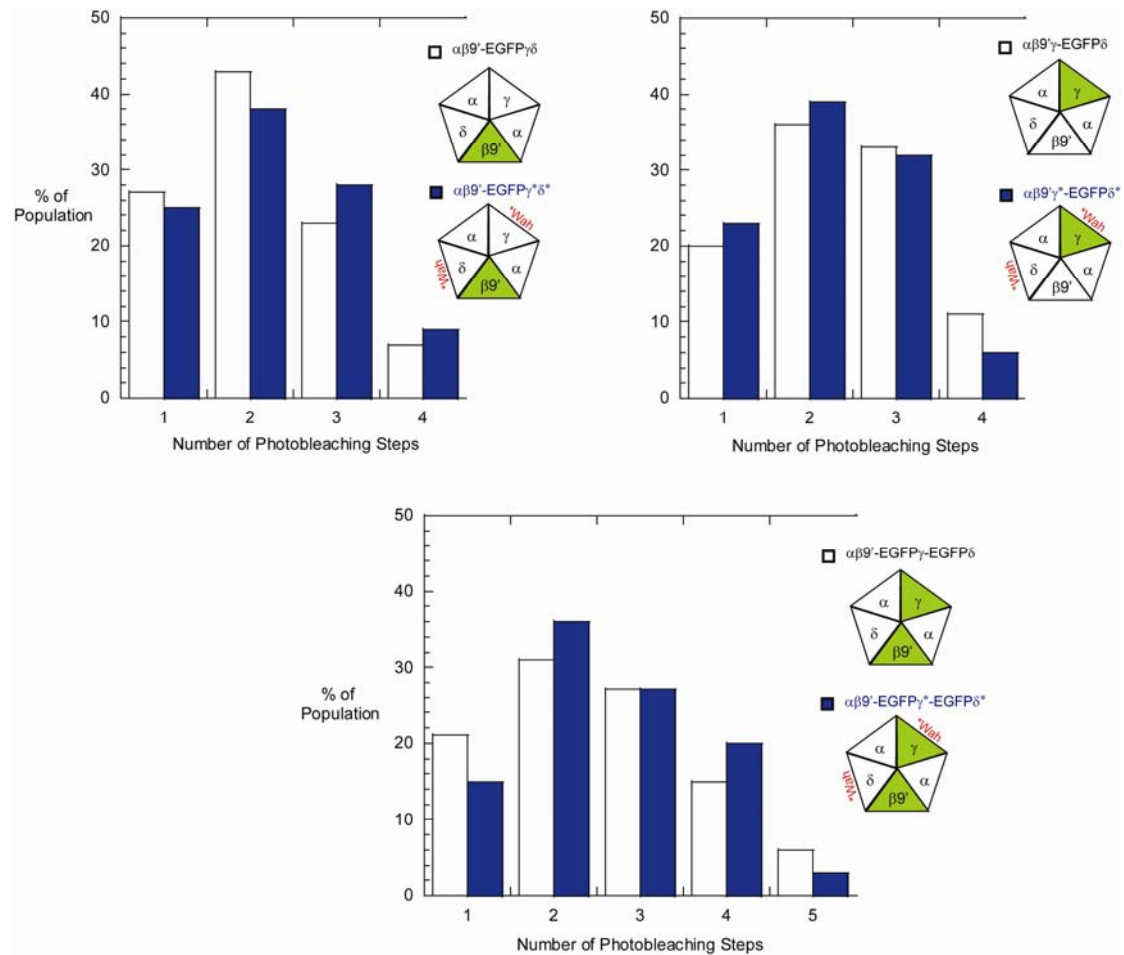 50
40
30
20
10
0
% of
Population
1 2 3 4
Number of Photobleaching Steps
αβ9'-EGFPγδ
α γ
δ α
β9'
αβ9'-EGFPγ*δ*
*Wah
α γ
δ α
*Wah
β9'
50
40
30
20
10
0
1 2 3 4
Number of Photobleaching Steps
αβ9'γ-EGFPδ
α γ
δ α
β9'
αβ9'γ*-EGFPδ*
*Wah
α γ
δ α
*Wah
β9'
50
40
30
20
10
0
% of
Population
1 2 3 4 5
Number of Photobleaching Steps
αβ9'-EGFPγ-EGFPδ
α γ
δ α
β9'
αβ9'-EGFPγ*-EGFPδ*
*Wah
α γ
δ α
*Wah
β9'